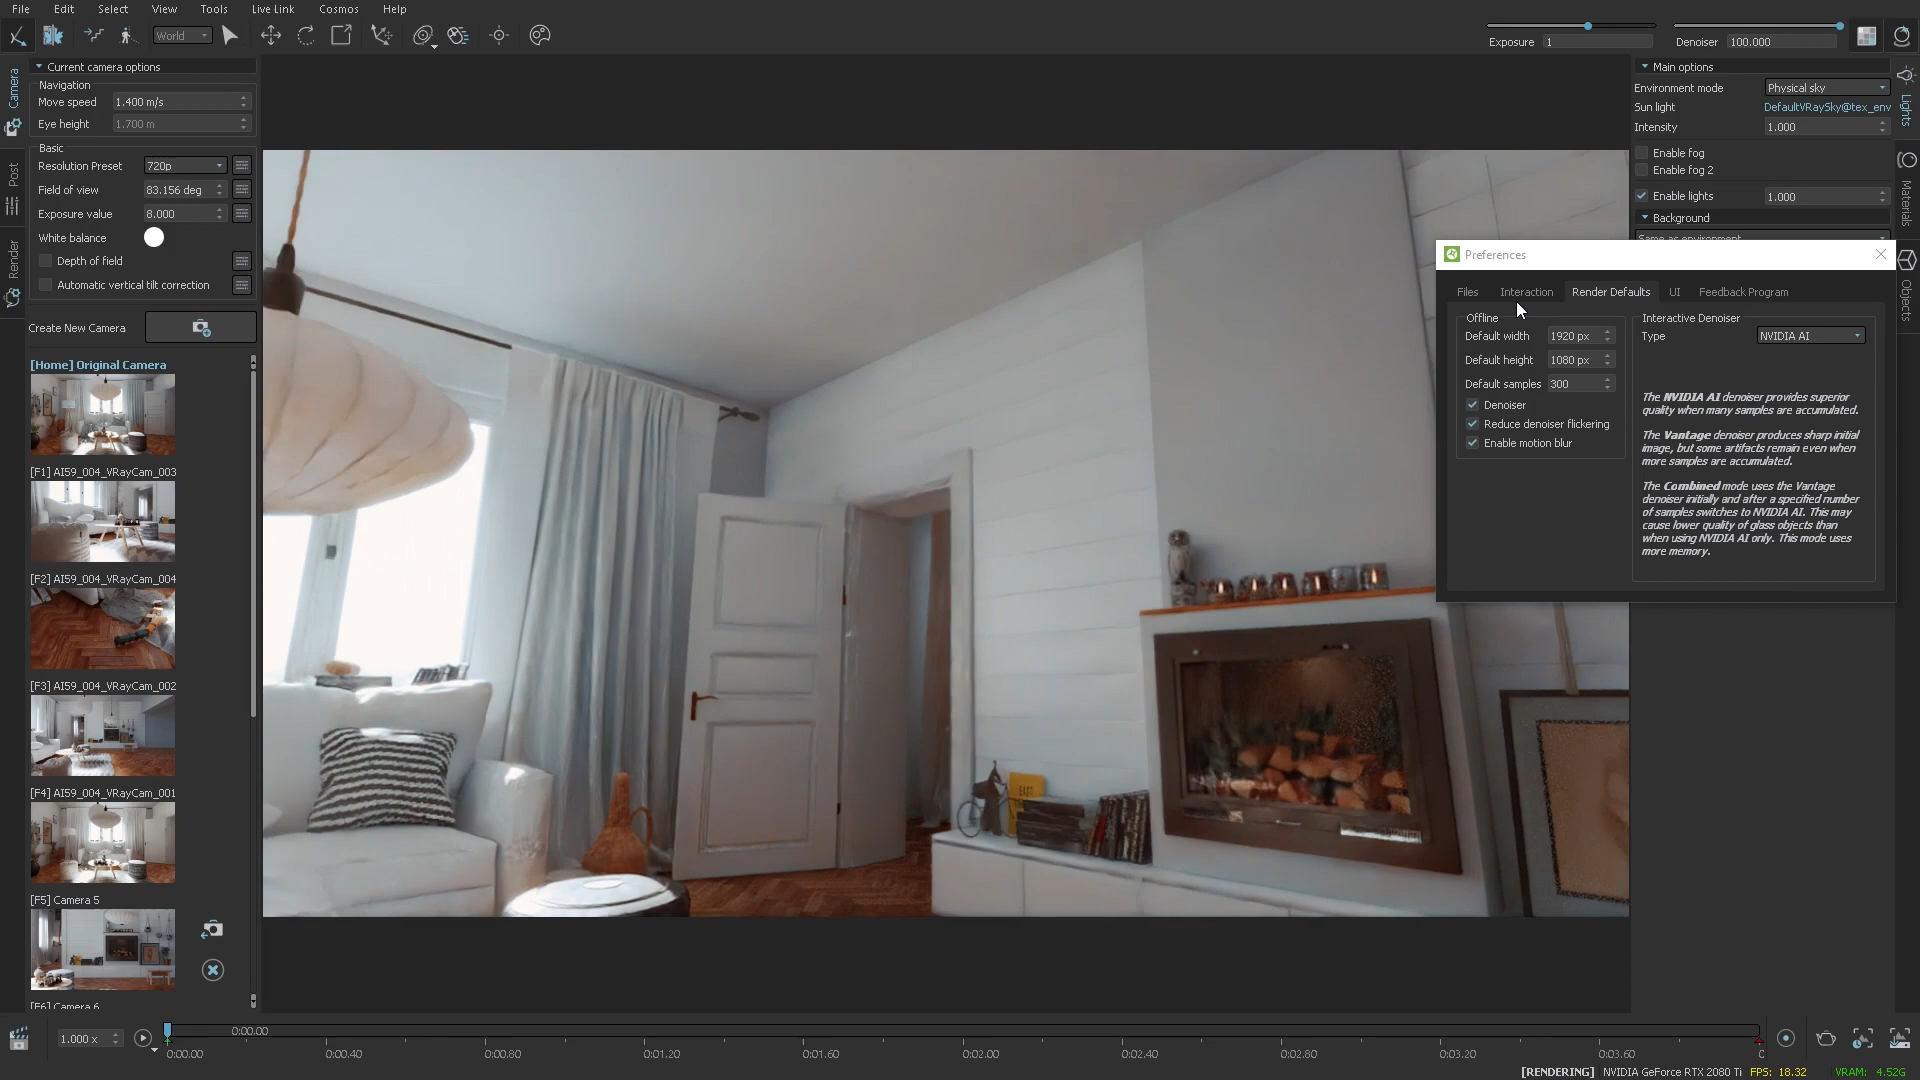 File Edit Select View Tools Live Link Cosmos Help
World
Exposure 1
Denoiser 100.000
Camera
Post
Render
Current camera options
Navigation
Move speed 1.400 m/s
Eye height 1.700 m
Basic
Resolution Preset 720p
Field of view 83.156 deg
Exposure value 8.000
White balance
Depth of field
Automatic vertical tilt correction
Create New Camera
[Home] Original Camera
[F1] AI59_004_VRayCam_003
[F2] AI59_004_VRayCam_004
[F3] AI59_004_VRayCam_002
[F4] AI59_004_VRayCam_001
[F5] Camera 5
[F6] Camera 6
EAST
Main options
Environment mode Physical sky
Sun light DefaultVRaySky@tex_env
Intensity 1.000
Enable fog
Enable fog 2
Enable lights 1.000
Background
Same as environment
Lights
Materials
Objects
Preferences
Files Interaction Render Defaults UI Feedback Program
Offline
Default width 1920 px
Default height 1080 px
Default samples 300
Denoiser
Reduce denoiser flickering
Enable motion blur
Interactive Denoiser
Type NVIDIA AI
The NVIDIA AI denoiser provides superior
quality when many samples are accumulated.
The Vantage denoiser produces sharp initial
image, but some artifacts remain even when
more samples are accumulated.
The Combined mode uses the Vantage
denoiser initially and after a specified number
of samples switches to NVIDIA AI. This may
cause lower quality of glass objects than
when using NVIDIA AI only. This mode uses
more memory.
1.000 x
0:00.00
0:00.00 0:00.40 0:00.80 0:01.20 0:01.60 0:02.00 0:02.40 0:02.80 0:03.20 0:03.60
[RENDERING] NVIDIA GeForce RTX 2080 Ti FPS: 18.32 VRAM: 4.52G